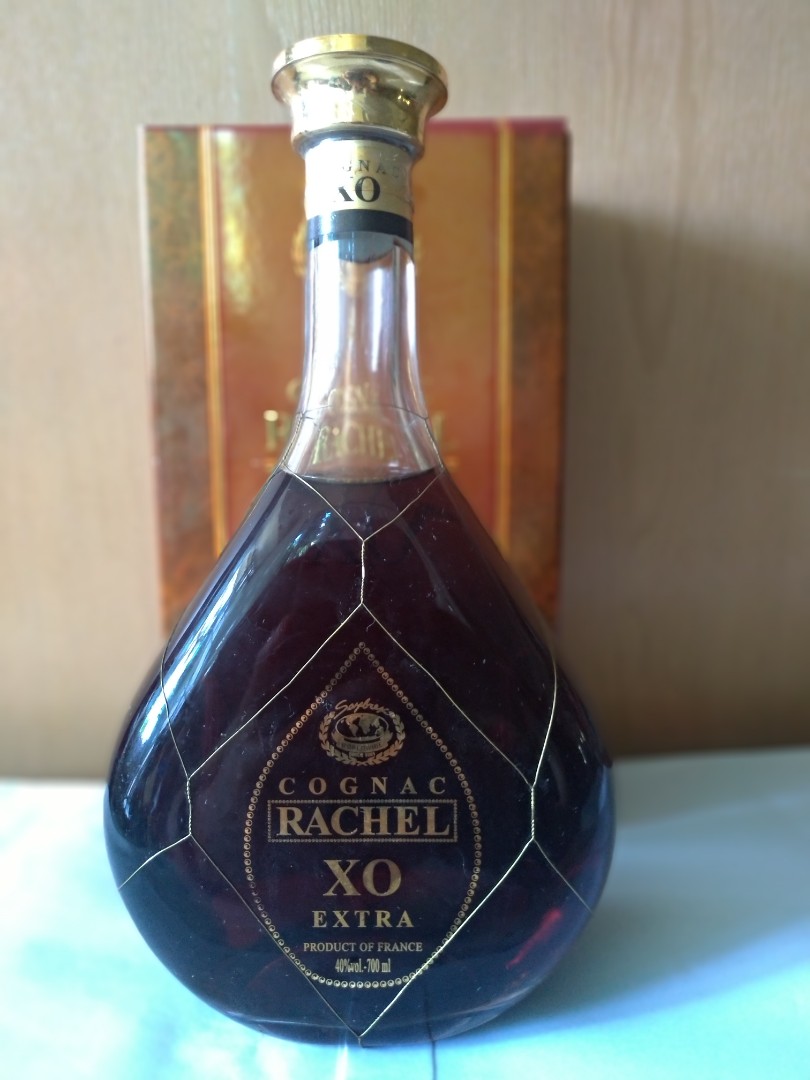 COGNAC
XO
COGNAC
RACHEL
XO
EXTRA
PRODUCT OF FRANCE
40%vol.-700 ml